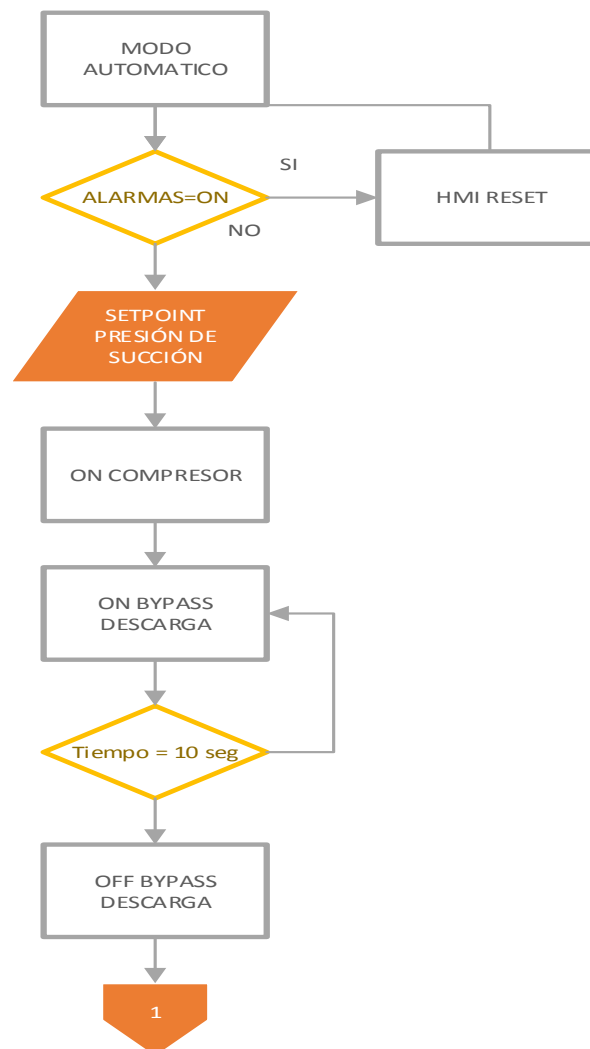 MODO
AUTOMATICO
SI
ALARMAS=ON
HMI RESET
NO
SETPOINT
PRESIÓN DE
SUCCIÓN
ON COMPRESOR
ON BYPASS
DESCARGA
Tiempo = 10 seg
OFF BYPASS
DESCARGA
1